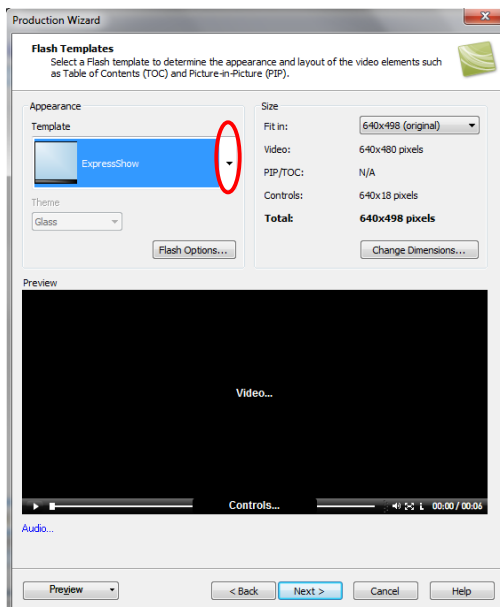 Production Wizard
Flash Templates
Select a Flash template to determine the appearance and layout of the video elements such
as Table of Contents (TOC) and Picture-in-Picture (PIP).
Appearance
Template
ExpressShow
Theme
Glass
Flash Options...
Size
Fit in: 640x498 (original)
Video: 640x480 pixels
PIP/TOC: N/A
Controls: 640x18 pixels
Total: 640x498 pixels
Change Dimensions...
Preview
Video...
Controls...
00:00 / 00:06
Audio...
Preview
< Back
Next >
Cancel
Help